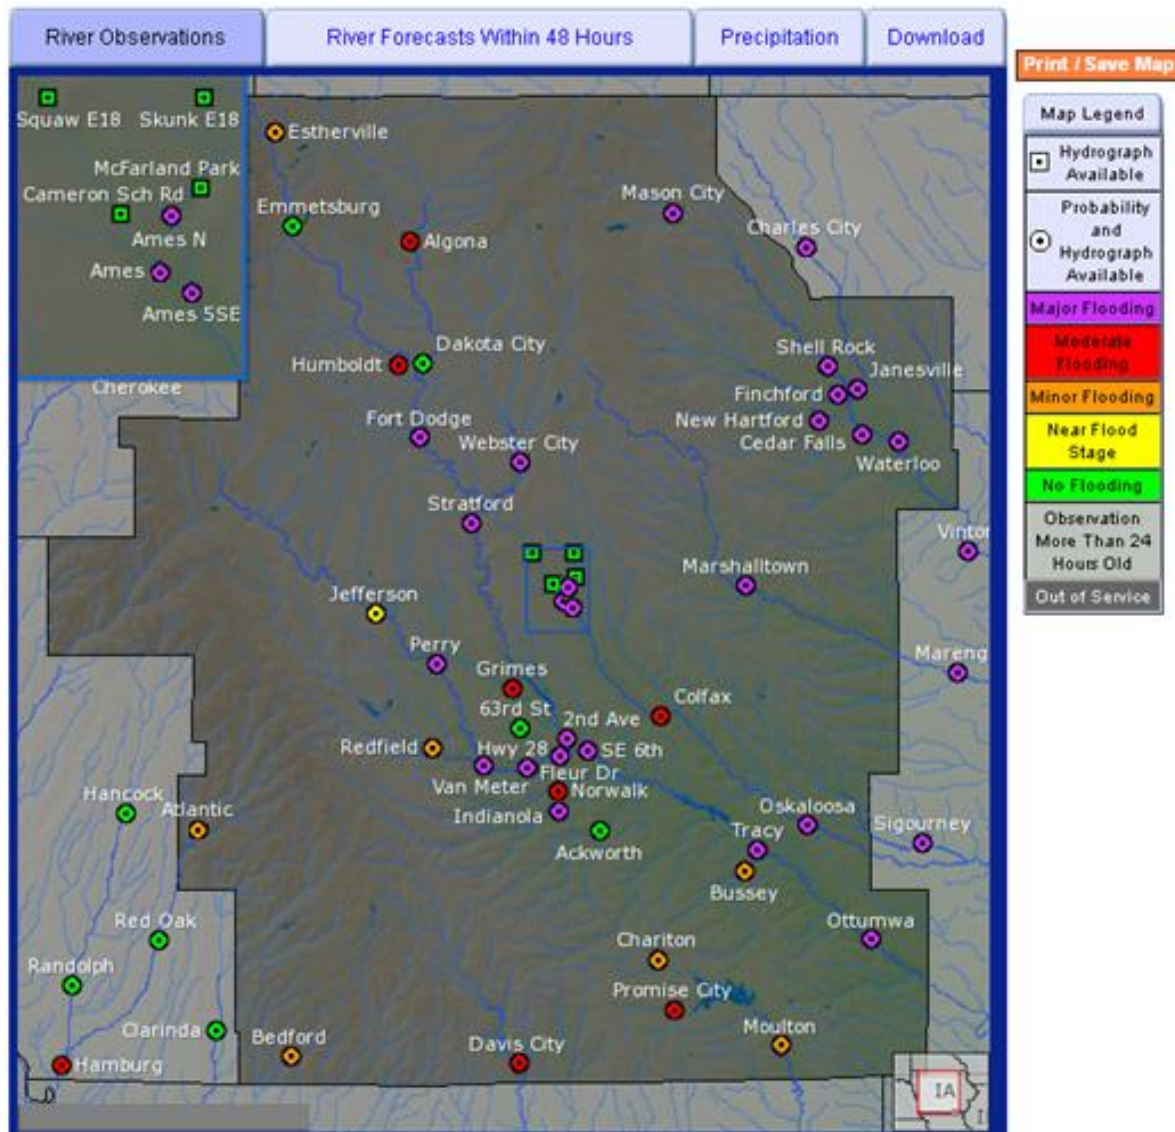 River Observations
River Forecasts Within 48 Hours
Precipitation
Download
Print / Save Map
Map Legend
Hydrograph
Available
Probability
and
Hydrograph
Available
Major Flooding
Moderate
Flooding
Minor Flooding
Near Flood
Stage
No Flooding
Observation
More Than 24
Hours Old
Out of Service
Squaw E18
Skunk E18
McFarland Park
Cameron Sch Rd
Ames N
Ames
Ames 5SE
Cherokee
Estherville
Emmetsburg
Algona
Mason City
Charles City
Humboldt
Dakota City
Shell Rock
Janesville
Finchford
New Hartford
Cedar Falls
Waterloo
Fort Dodge
Webster City
Stratford
Vinton
Marshalltown
Jefferson
Perry
Grimes
Mareng
63rd St
Colfax
2nd Ave
Redfield
Hwy 28
SE 6th
Fleur Dr
Van Meter
Norwalk
Indianola
Hancock
Atlantic
Ackworth
Oskaloosa
Tracy
Sigourney
Bussey
Red Oak
Ottumwa
Randolph
Chariton
Promise City
Clarinda
Bedford
Davis City
Moulton
Hamburg
IA
I